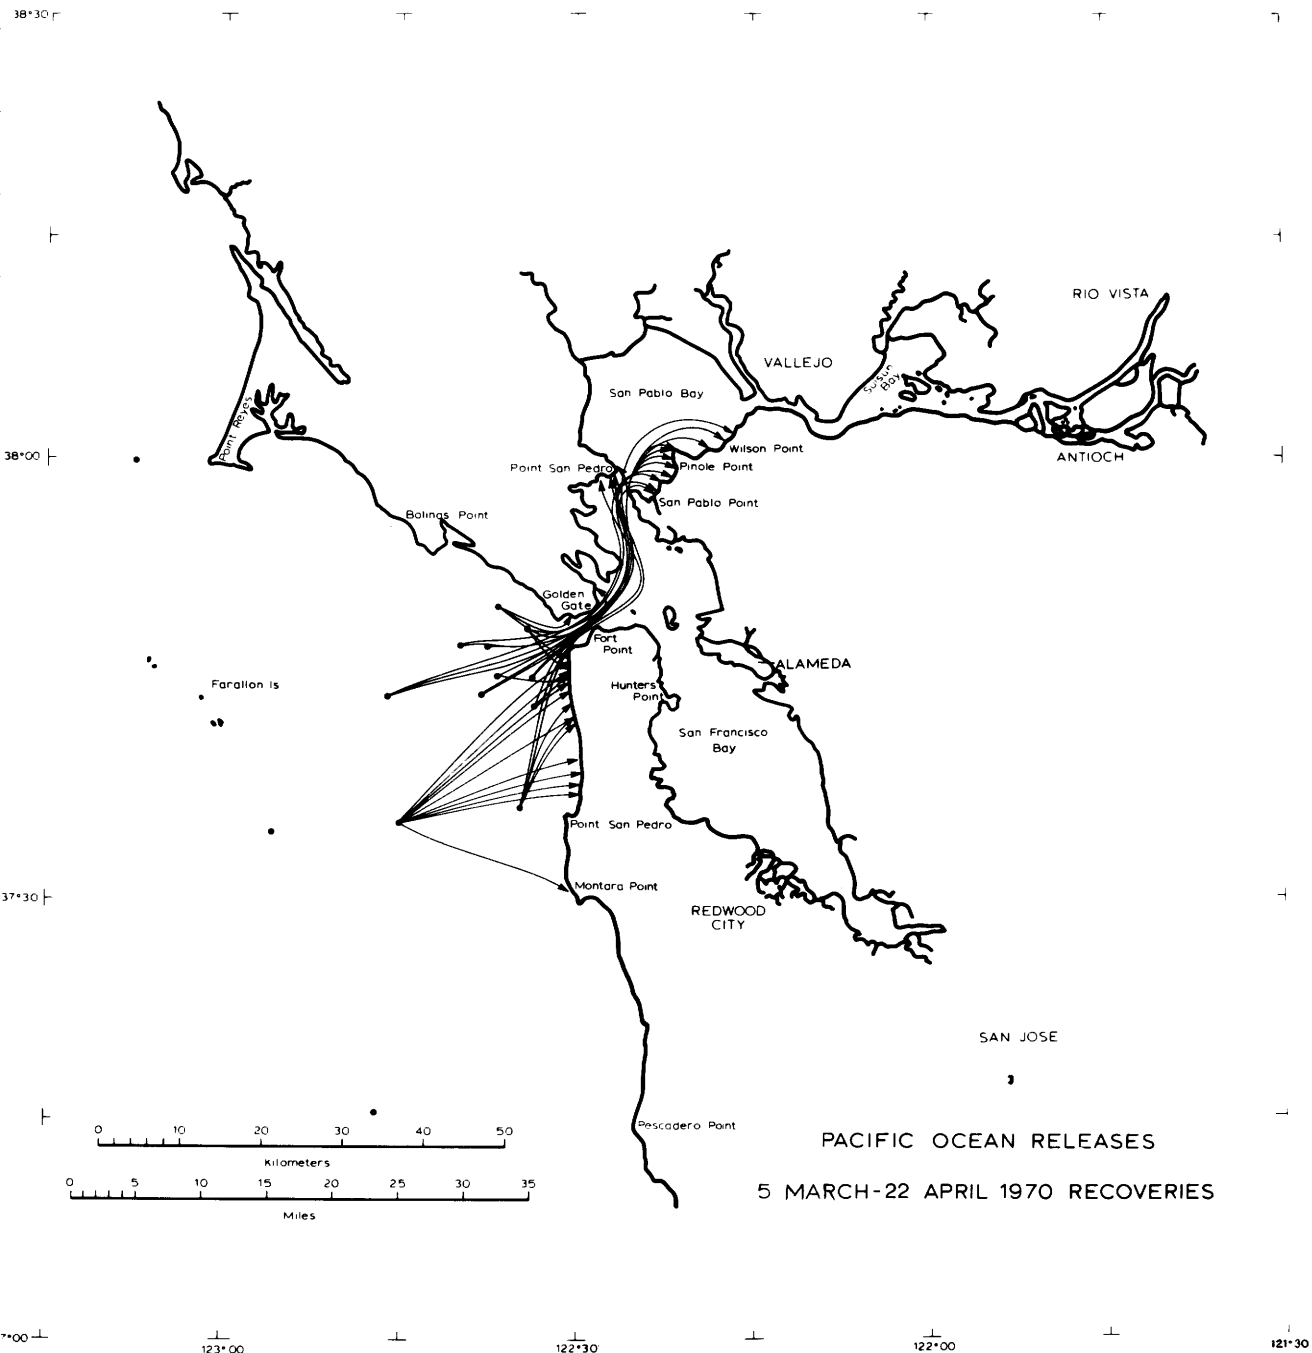 38°30
RIO VISTA
VALLEJO
Suisun
Bay
San Pablo Bay
Point Reyes
38°00
Wilson Point
ANTIOCH
Point San Pedro
Pinole Point
San Pablo Point
Bolinas Point
Golden
Gate
Fort
Point
ALAMEDA
Farallon Is
Hunters
Point
San Francisco
Bay
Point San Pedro
Montara Point
37°30
REDWOOD
CITY
SAN JOSE
Pescadero Point
0 10 20 30 40 50
Kilometers
PACIFIC OCEAN RELEASES
0 5 10 15 20 25 30 35
Miles
5 MARCH-22 APRIL 1970 RECOVERIES
7°00
123°00
122°30
122°00
121°30